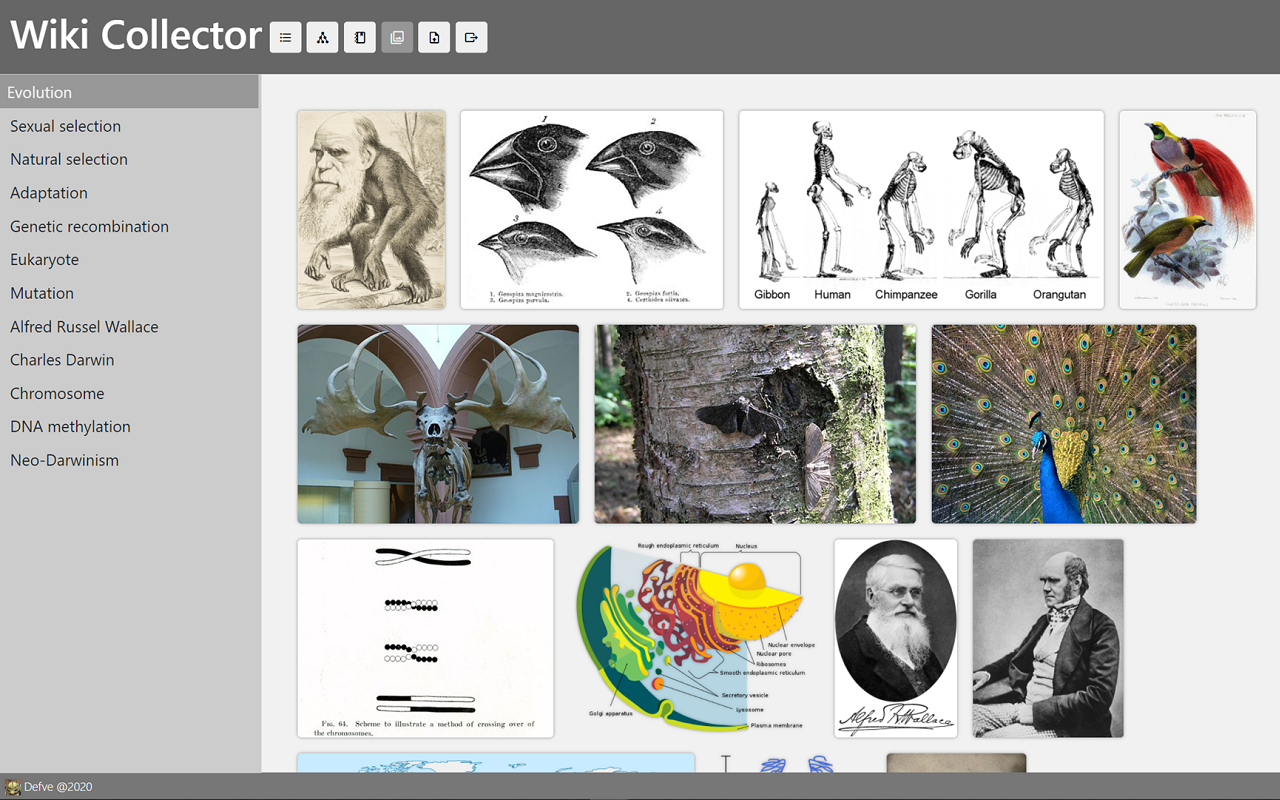 Wiki Collector
Evolution
Sexual selection
Natural selection
Adaptation
Genetic recombination
Eukaryote
Mutation
Alfred Russel Wallace
Charles Darwin
Chromosome
DNA methylation
Neo-Darwinism
1
2
3
4
1. Geospiza magnirostris.
2. Geospiza fortis.
3. Geospiza parvula.
4. Certhidea olivacea.
Gibbon
Human
Chimpanzee
Gorilla
Orangutan
FIG. 64. Scheme to illustrate a method of crossing over of
the chromosomes.
Rough endoplasmic reticulum
Nucleus
Nuclear envelope
Nuclear pore
Ribosomes
Smooth endoplasmic reticulum
Secretory vesicle
Lysosome
Golgi apparatus
Plasma membrane
Alfred R. Wallace
Defve @2020